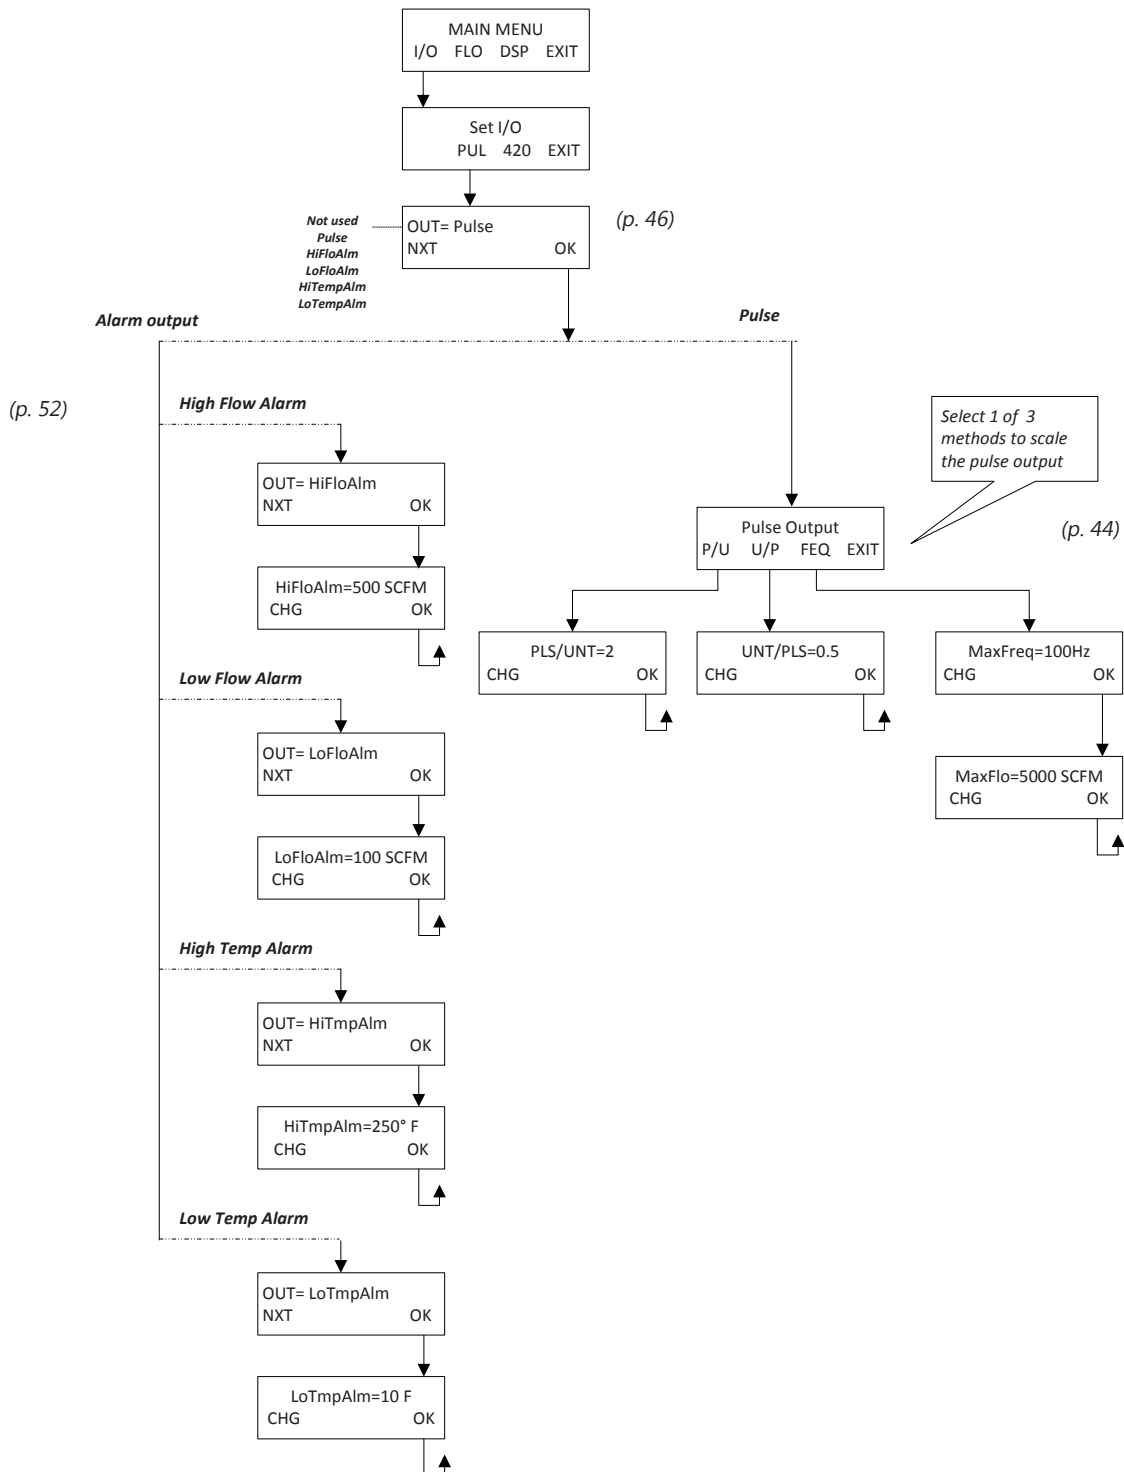 MAIN MENU
I/O FLO DSP EXIT
Set I/O
PUL 420 EXIT
OUT= Pulse
NXT OK
(p. 46)
Not used
Pulse
HiFloAlm
LoFloAlm
HiTempAlm
LoTempAlm
Alarm output
Pulse
(p. 52)
High Flow Alarm
OUT= HiFloAlm
NXT OK
HiFloAlm=500 SCFM
CHG OK
Select 1 of 3
methods to scale
the pulse output
(p. 44)
Pulse Output
P/U U/P FEQ EXIT
PLS/UNT=2
CHG OK
UNT/PLS=0.5
CHG OK
MaxFreq=100Hz
CHG OK
MaxFlo=5000 SCFM
CHG OK
Low Flow Alarm
OUT= LoFloAlm
NXT OK
LoFloAlm=100 SCFM
CHG OK
High Temp Alarm
OUT= HiTmpAlm
NXT OK
HiTmpAlm=250° F
CHG OK
Low Temp Alarm
OUT= LoTmpAlm
NXT OK
LoTmpAlm=10 F
CHG OK